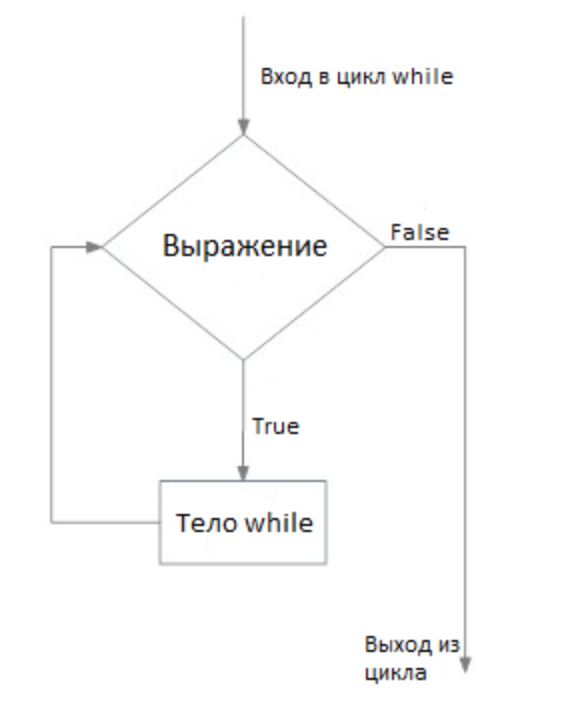 Вход в цикл while
Выражение
False
True
Тело while
Выход из
цикла